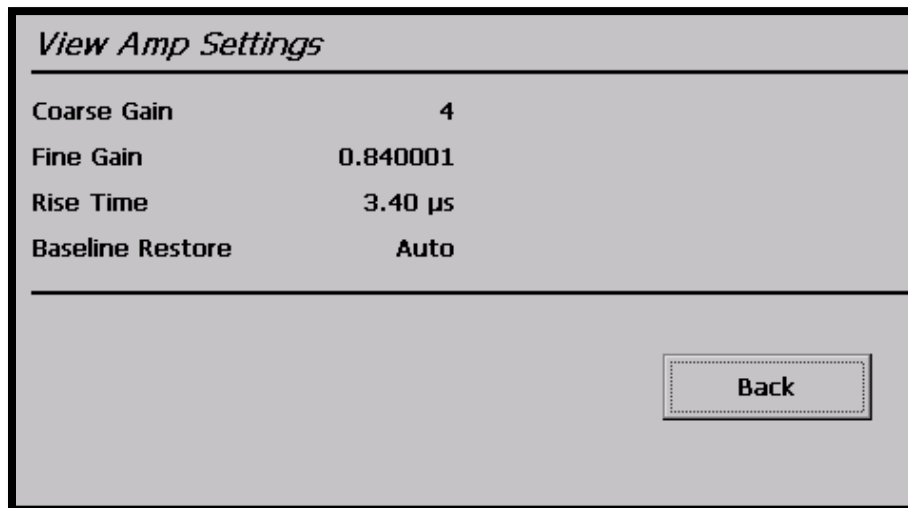 View Amp Settings
Coarse Gain 4
Fine Gain 0.840001
Rise Time 3.40 µs
Baseline Restore Auto
Back